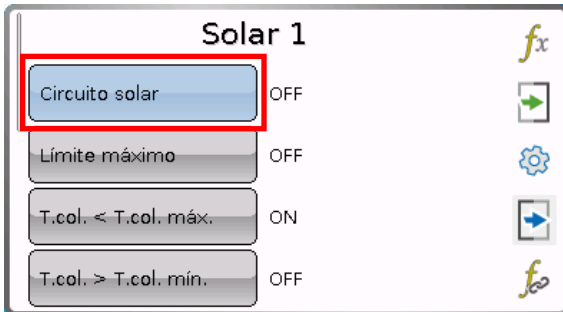 Solar 1
Circuito solar OFF
Límite máximo OFF
T.col. < T.col. máx. ON
T.col. > T.col. mín. OFF